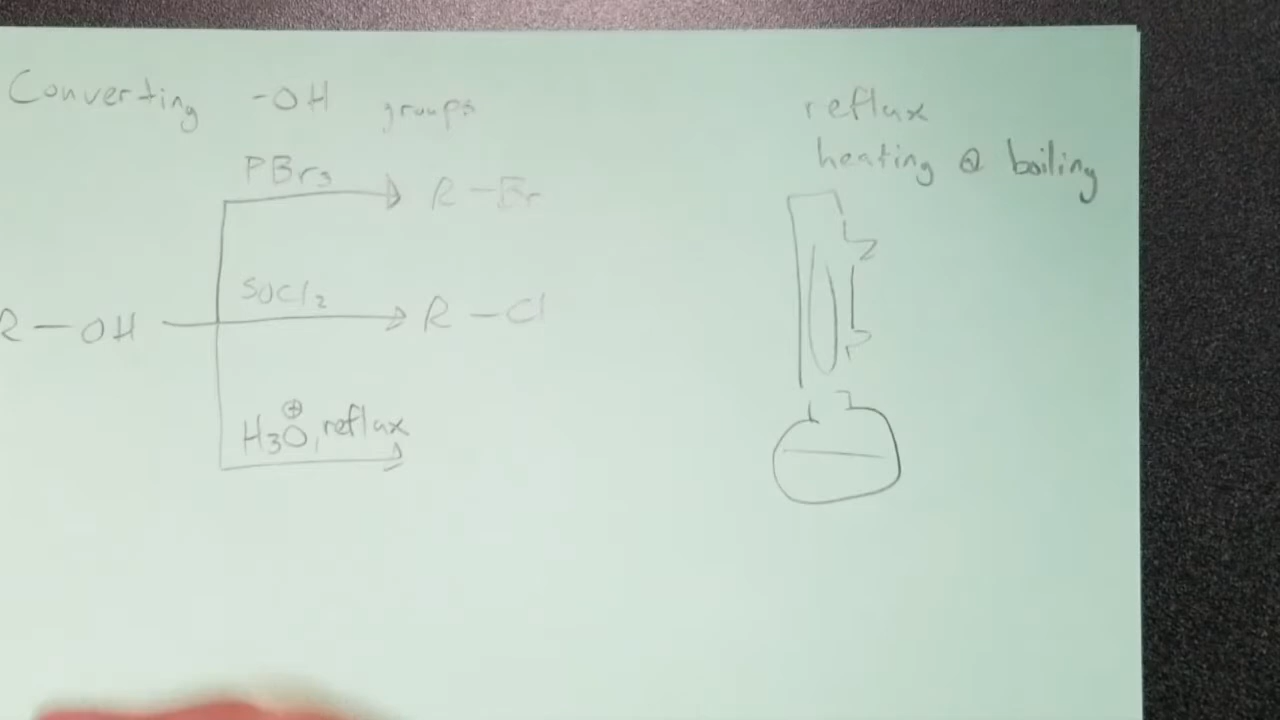 Converting -OH groups
PBr3
R-Br
R-OH
SOCl2
R-Cl
H3O⊕, reflux
reflux
heating @ boiling